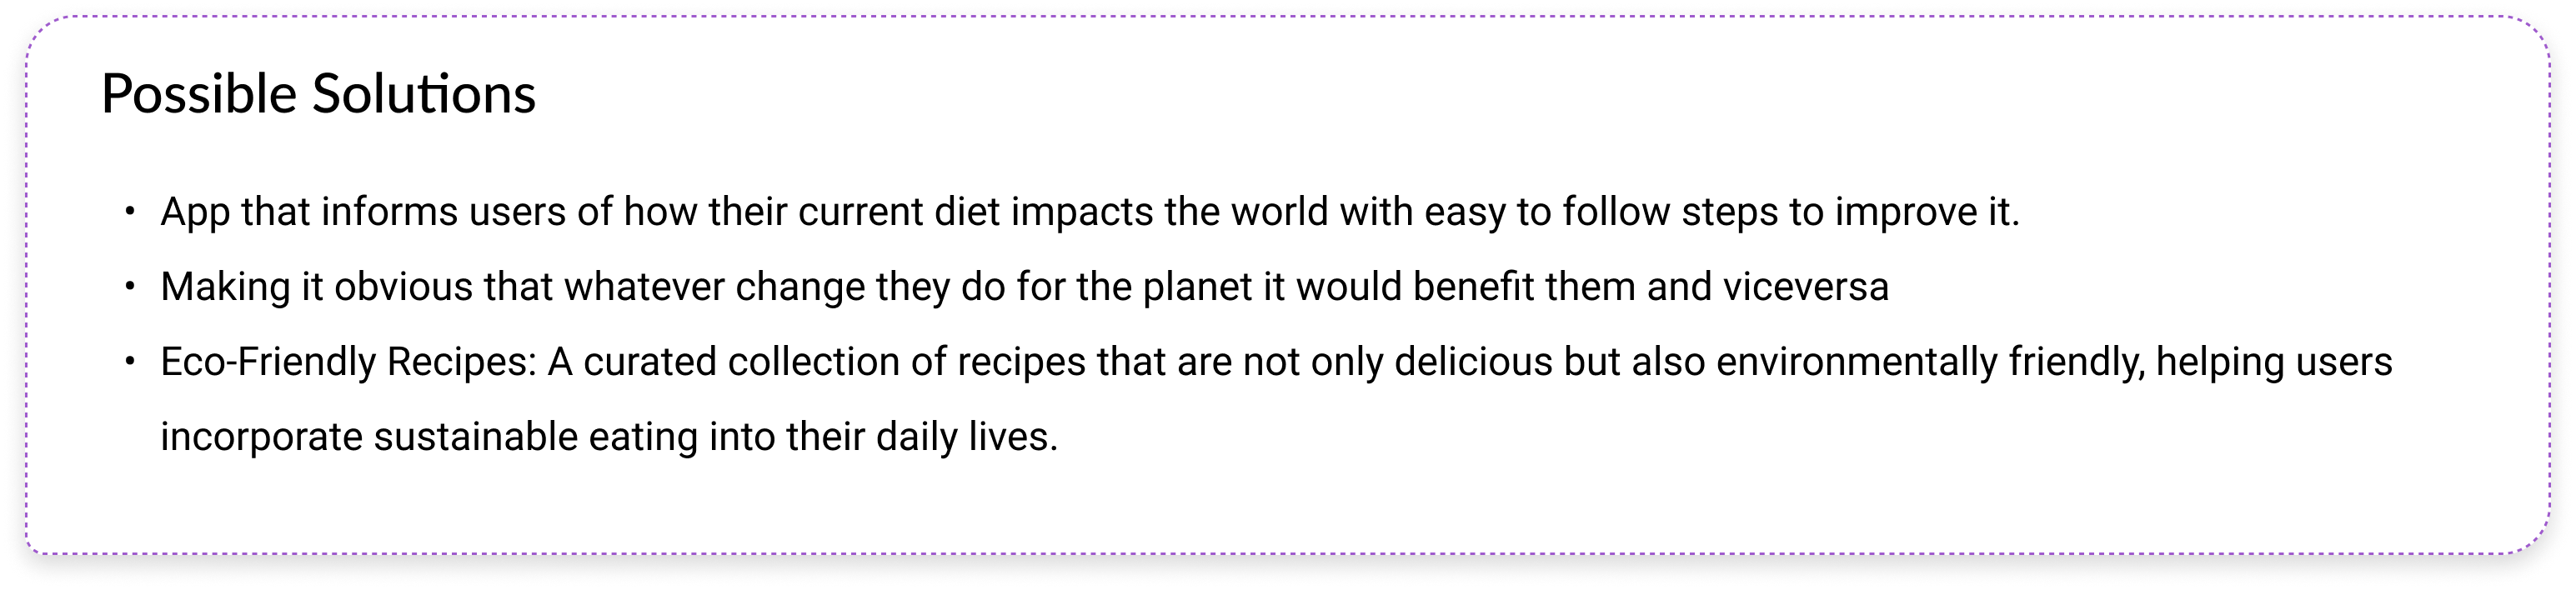 Possible Solutions
• App that informs users of how their current diet impacts the world with easy to follow steps to improve it.
• Making it obvious that whatever change they do for the planet it would benefit them and viceversa
• Eco-Friendly Recipes: A curated collection of recipes that are not only delicious but also environmentally friendly, helping users
incorporate sustainable eating into their daily lives.